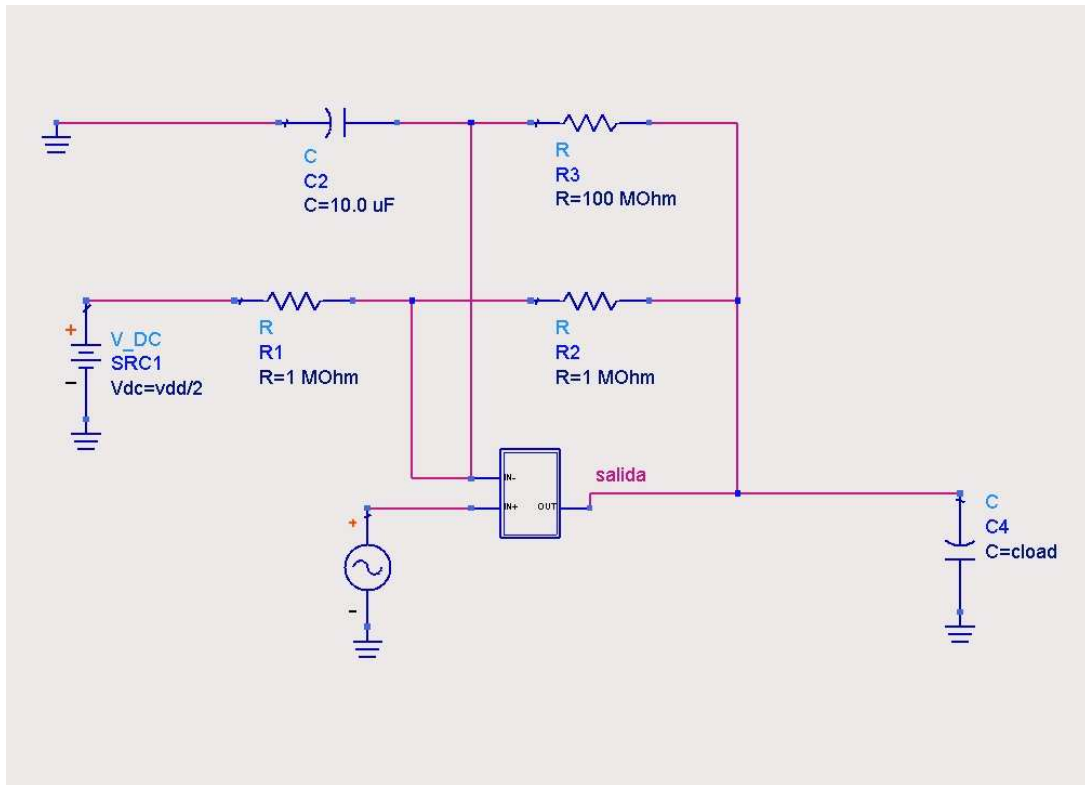 C
C2
C=10.0 uF
R
R3
R=100 MOhm
+
V_DC
SRC1
-
Vdc=vdd/2
R
R1
R=1 MOhm
R
R2
R=1 MOhm
IN-
IN+
OUT
salida
+
-
C
C4
C=cload